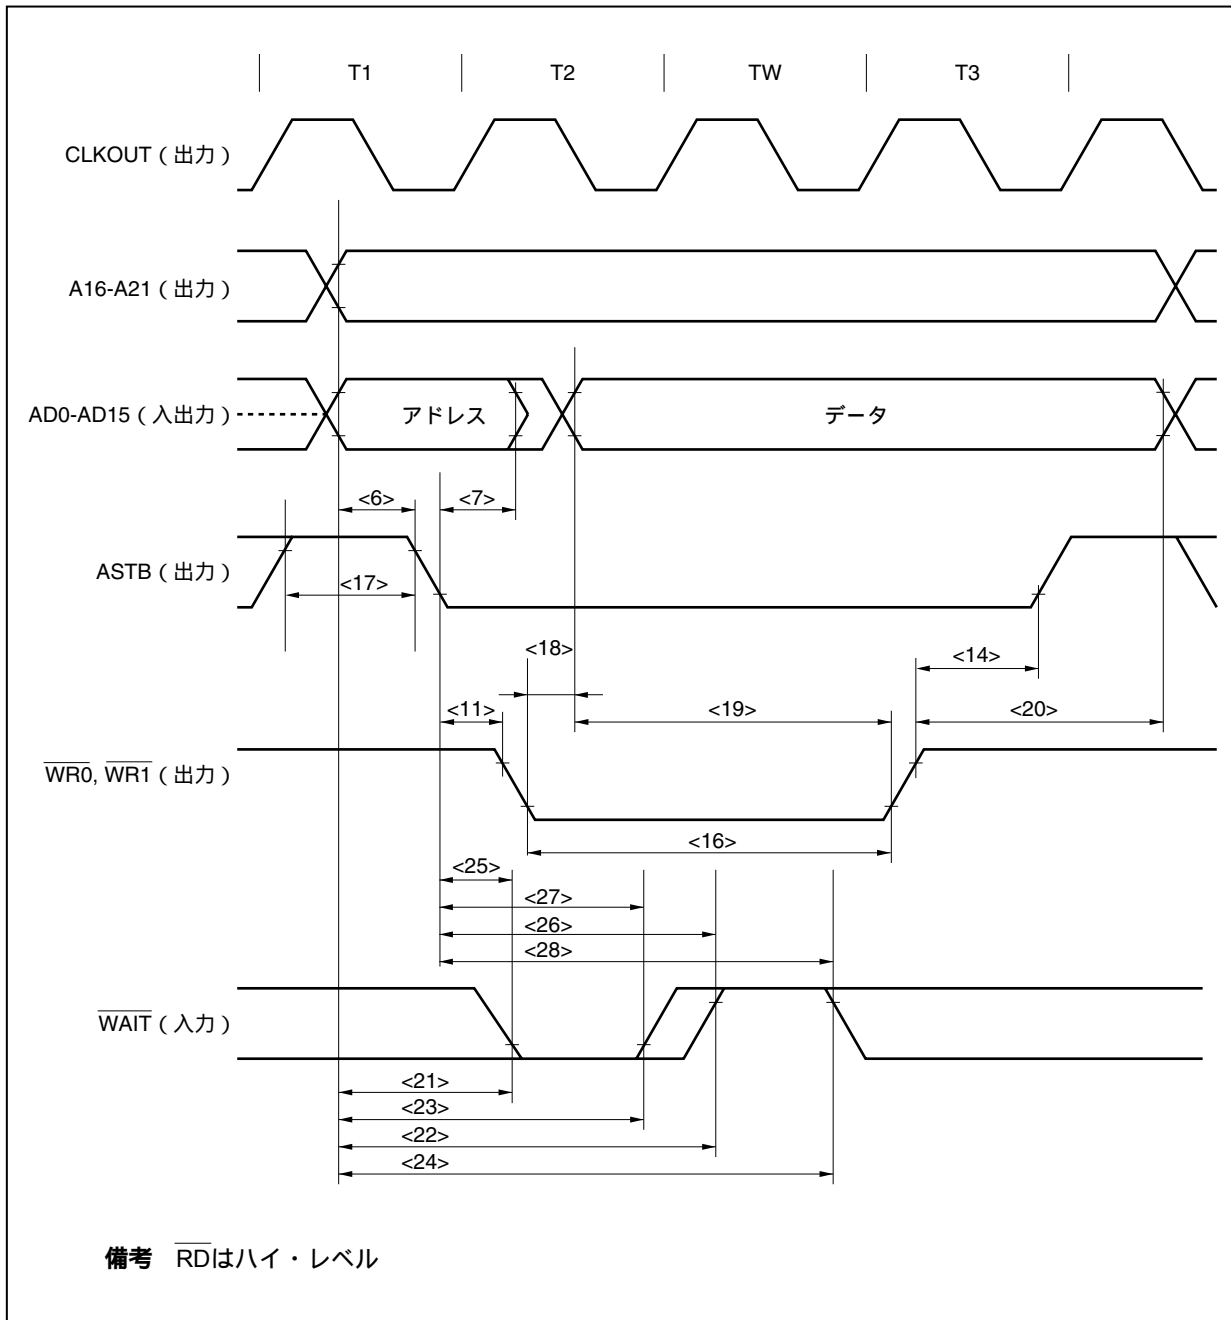 T1 T2 TW T3
CLKOUT（出力）
A16-A21（出力）
AD0-AD15（入出力）
アドレス
データ
<6>
<7>
ASTB（出力）
<17>
<18>
<14>
<11>
<19>
<20>
WR0, WR1（出力）
<16>
<25>
<27>
<26>
<28>
WAIT（入力）
<21>
<23>
<22>
<24>
備考 RDはハイ・レベル